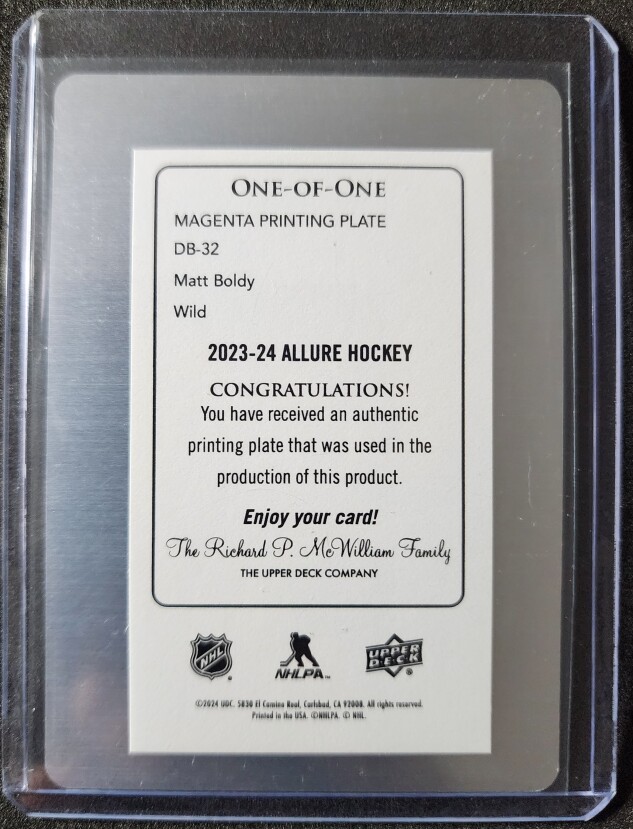 ONE-OF-ONE
MAGENTA PRINTING PLATE
DB-32
Matt Boldy
Wild
2023-24 ALLURE HOCKEY
CONGRATULATIONS!
You have received an authentic
printing plate that was used in the
production of this product.
Enjoy your card!
The Richard P. McWilliam Family
THE UPPER DECK COMPANY
NHL ®
NHLPA™
UPPER DECK ®
©2024 UDC. 5830 El Camino Real, Carlsbad, CA 92008. All rights reserved.
Printed in the USA. ©NHLPA. © NHL.